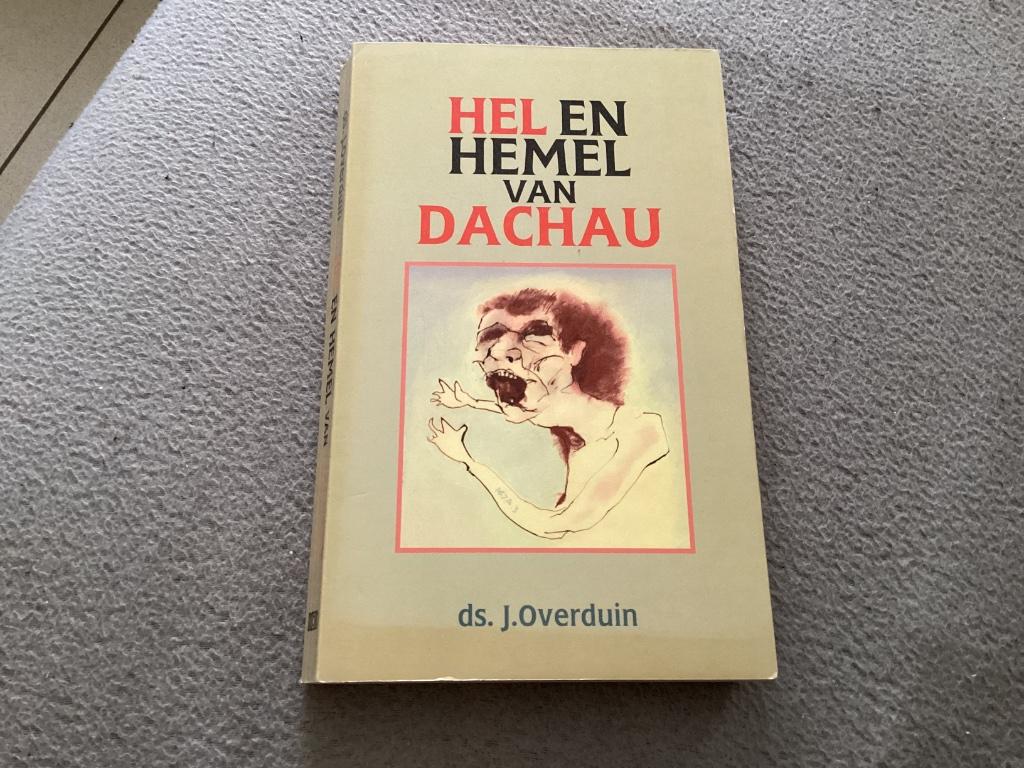 HEL EN
HEMEL
VAN
DACHAU
ds. J.Overduin
EN HEMEL VAN